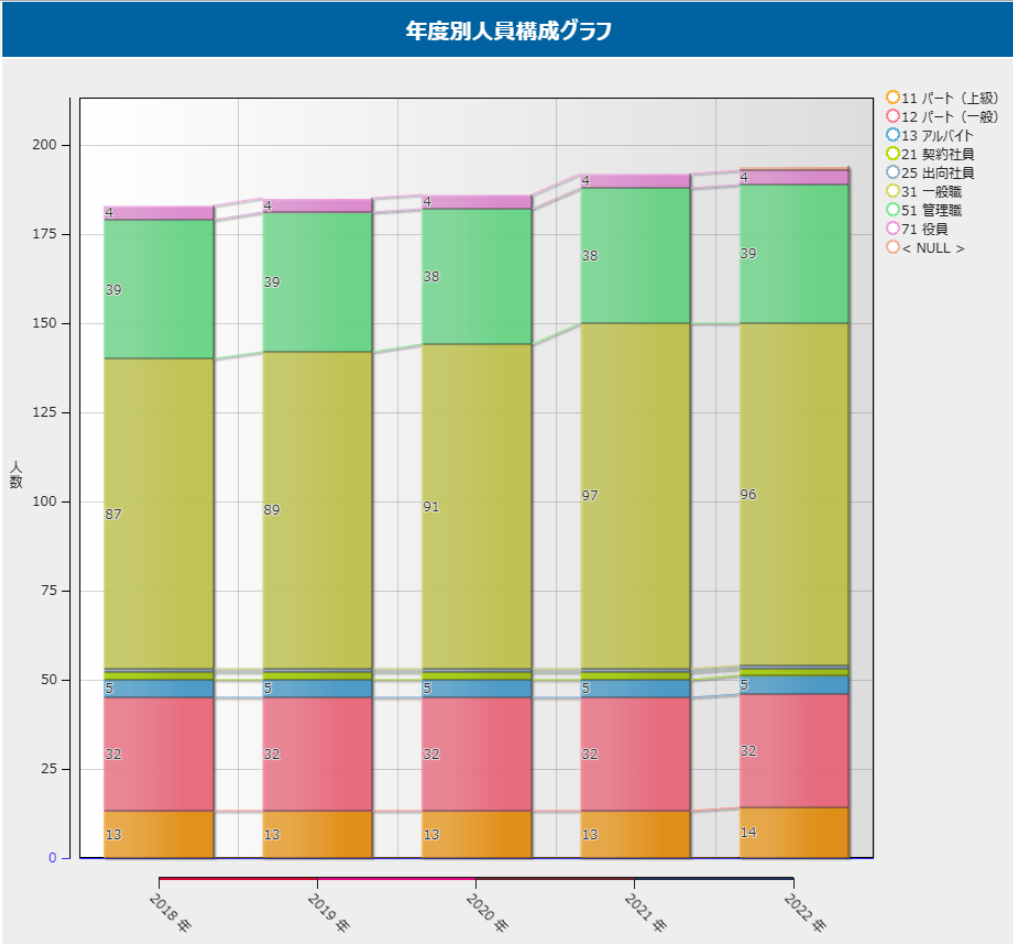 年度別人員構成グラフ
11 パート（上級）
12 パート（一般）
13 アルバイト
21 契約社員
25 出向社員
31 一般職
51 管理職
71 役員
< NULL >
人数
200
175
150
125
100
75
50
25
0
4
39
87
5
32
13
4
39
89
5
32
13
4
38
91
5
32
13
4
38
97
5
32
13
4
39
96
5
32
14
2018 年
2019 年
2020 年
2021 年
2022 年